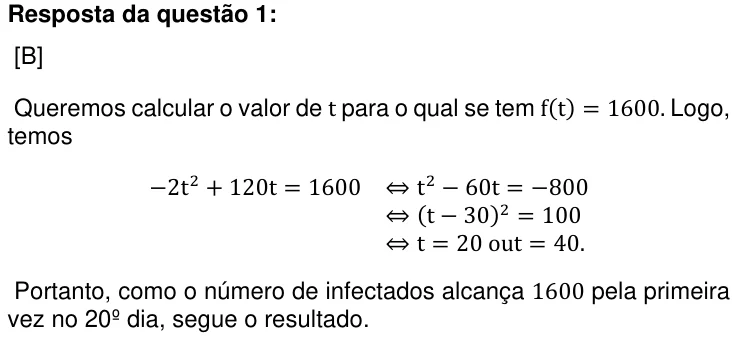 Resposta da questão 1:
[B]
Queremos calcular o valor de t para o qual se tem f(t) = 1600. Logo,
temos
−2t² + 120t = 1600 ⇔ t² − 60t = −800
⇔ (t − 30)² = 100
⇔ t = 20 out = 40.
Portanto, como o número de infectados alcança 1600 pela primeira
vez no 20º dia, segue o resultado.